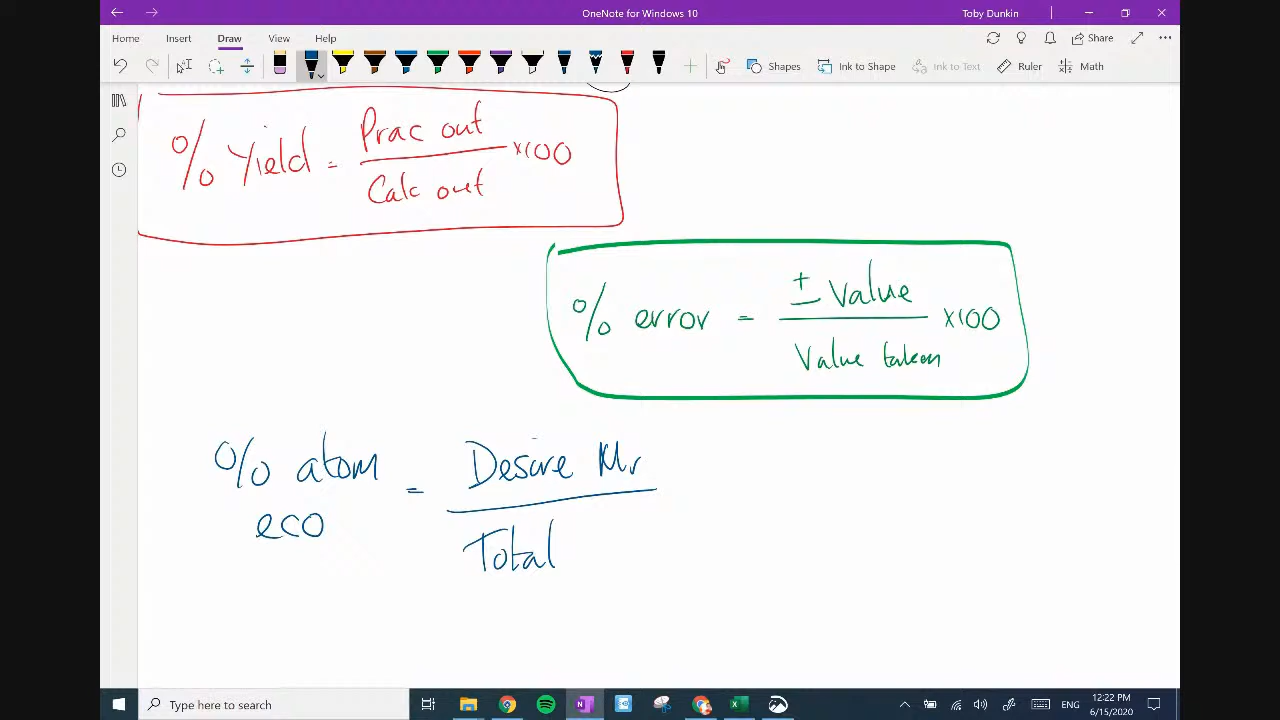 OneNote for Windows 10
Toby Dunkin
Home Insert Draw View Help
Share
Shapes Ink to Shape Ink to Text Ruler Math
% Yield = Prac out
Calc out
×100
% error = ± Value
Value taken
×100
% atom
eco
= Desire Mr
Total
Type here to search
ENG
12:22 PM
6/15/2020